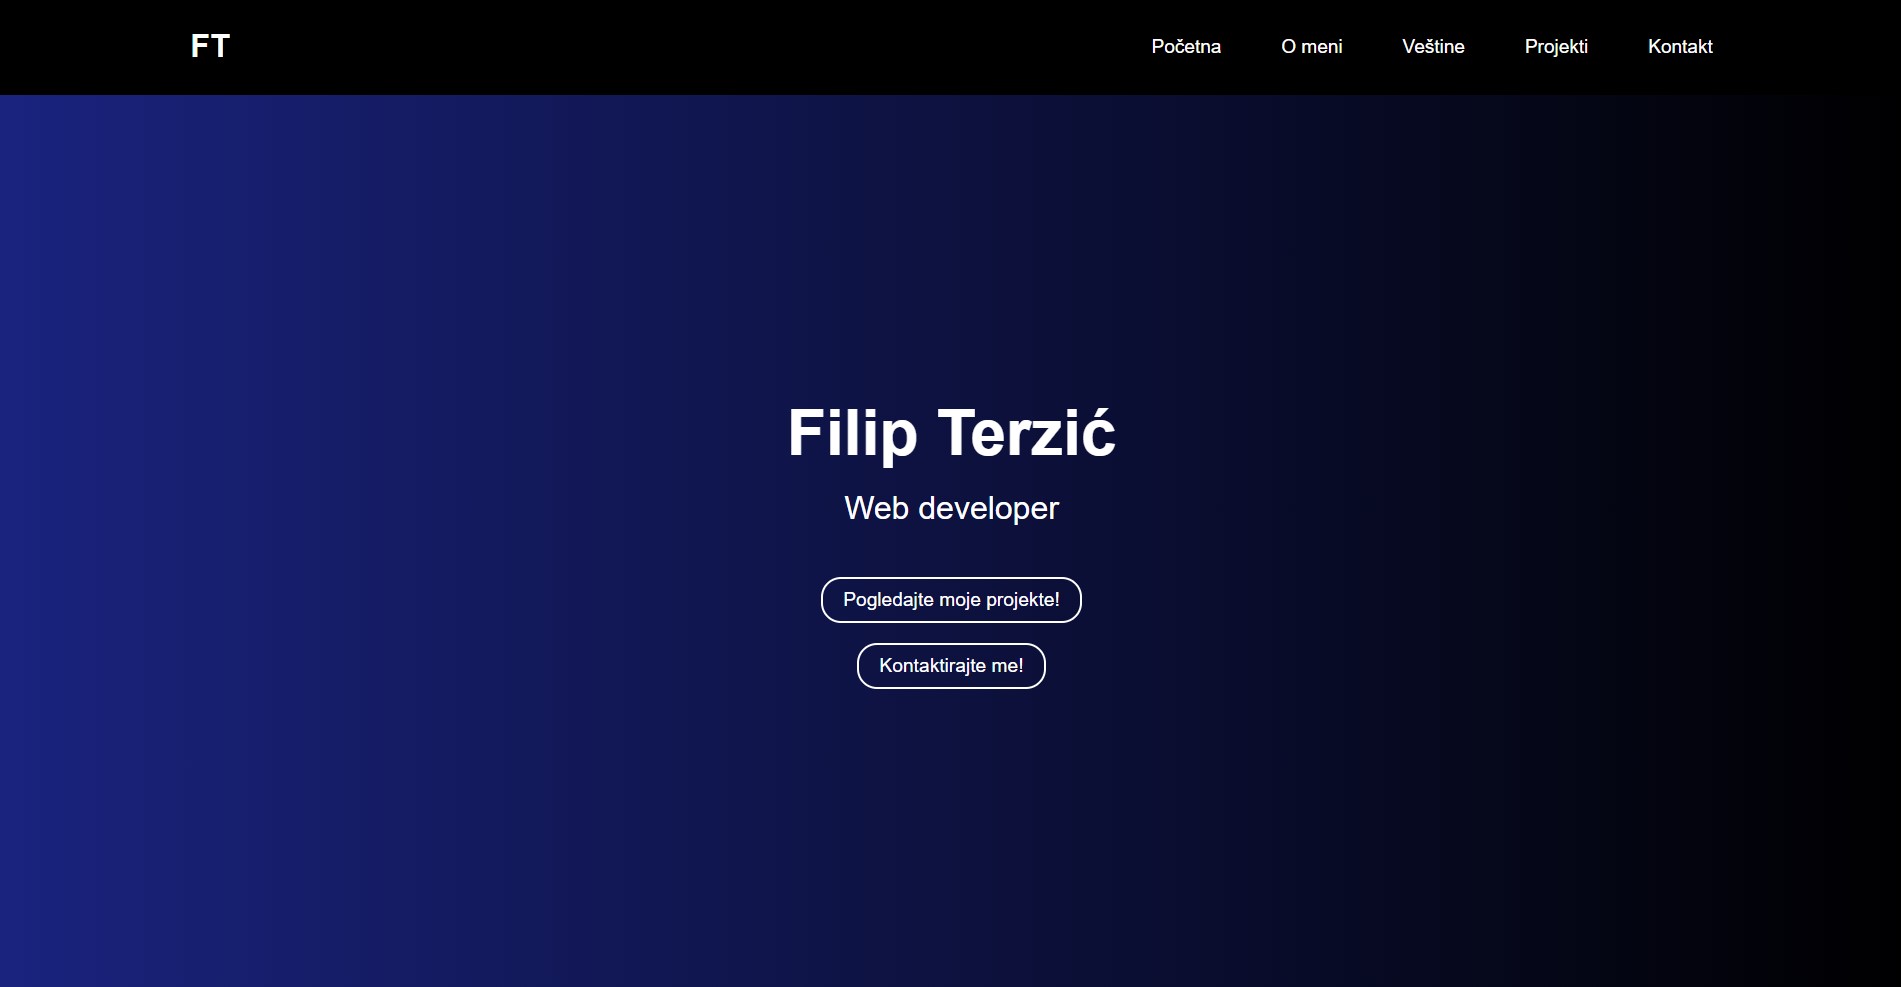 FT
Početna O meni Veštine Projekti Kontakt
Filip Terzić
Web developer
Pogledajte moje projekte!
Kontaktirajte me!